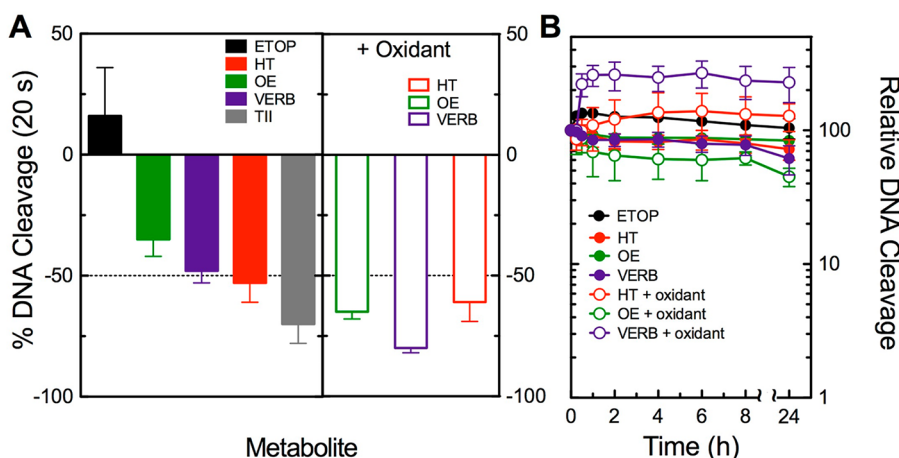 A
% DNA Cleavage (20 s)
50
0
-50
-100
ETOP
HT
OE
VERB
TII
+ Oxidant
HT
OE
VERB
50
0
-50
-100
Metabolite
B
ETOP
HT
OE
VERB
HT + oxidant
OE + oxidant
VERB + oxidant
100
10
1
Relative DNA Cleavage
0 2 4 6 8 24
Time (h)